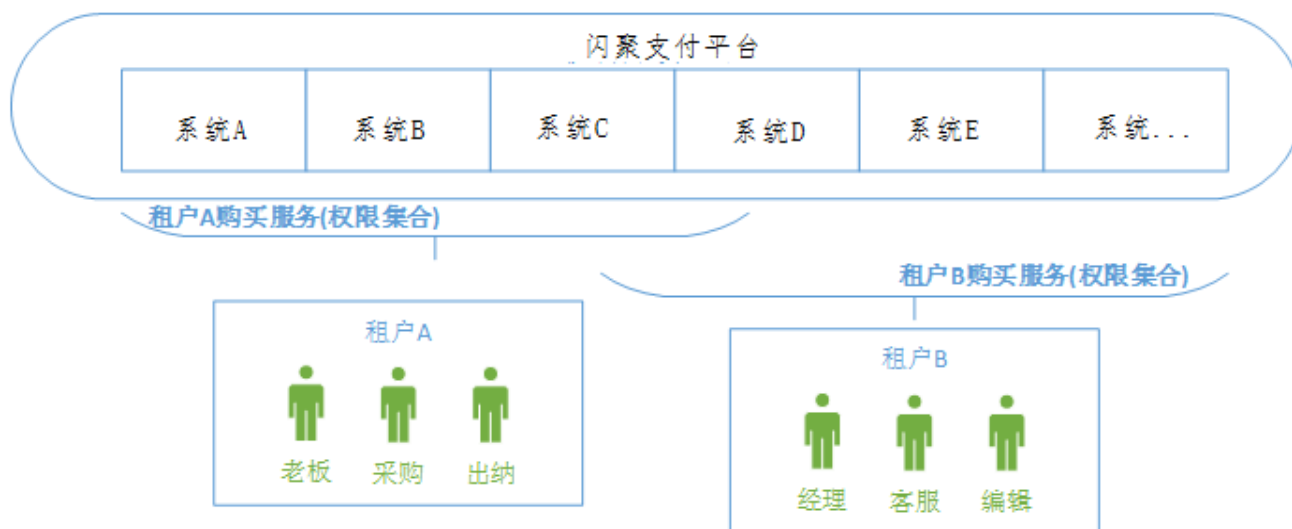 闪聚支付平台
系统A 系统B 系统C 系统D 系统E 系统...
租户A购买服务(权限集合)
租户B购买服务(权限集合)
租户A
老板 采购 出纳
租户B
经理 客服 编辑